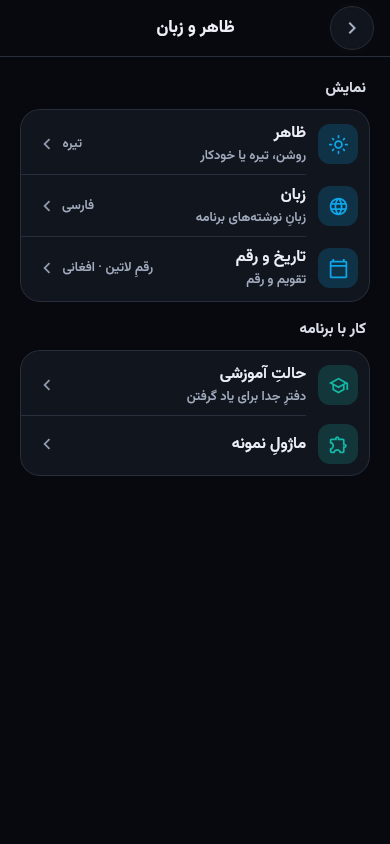 ظاهر و زبان
نمایش
ظاهر
روشن، تیره یا خودکار
تیره
زبان
زبانِ نوشته‌های برنامه
فارسی
تاریخ و رقم
تقویم و رقم
رقمِ لاتین · افغانی
کار با برنامه
حالتِ آموزشی
دفترِ جدا برای یاد گرفتن
ماژولِ نمونه